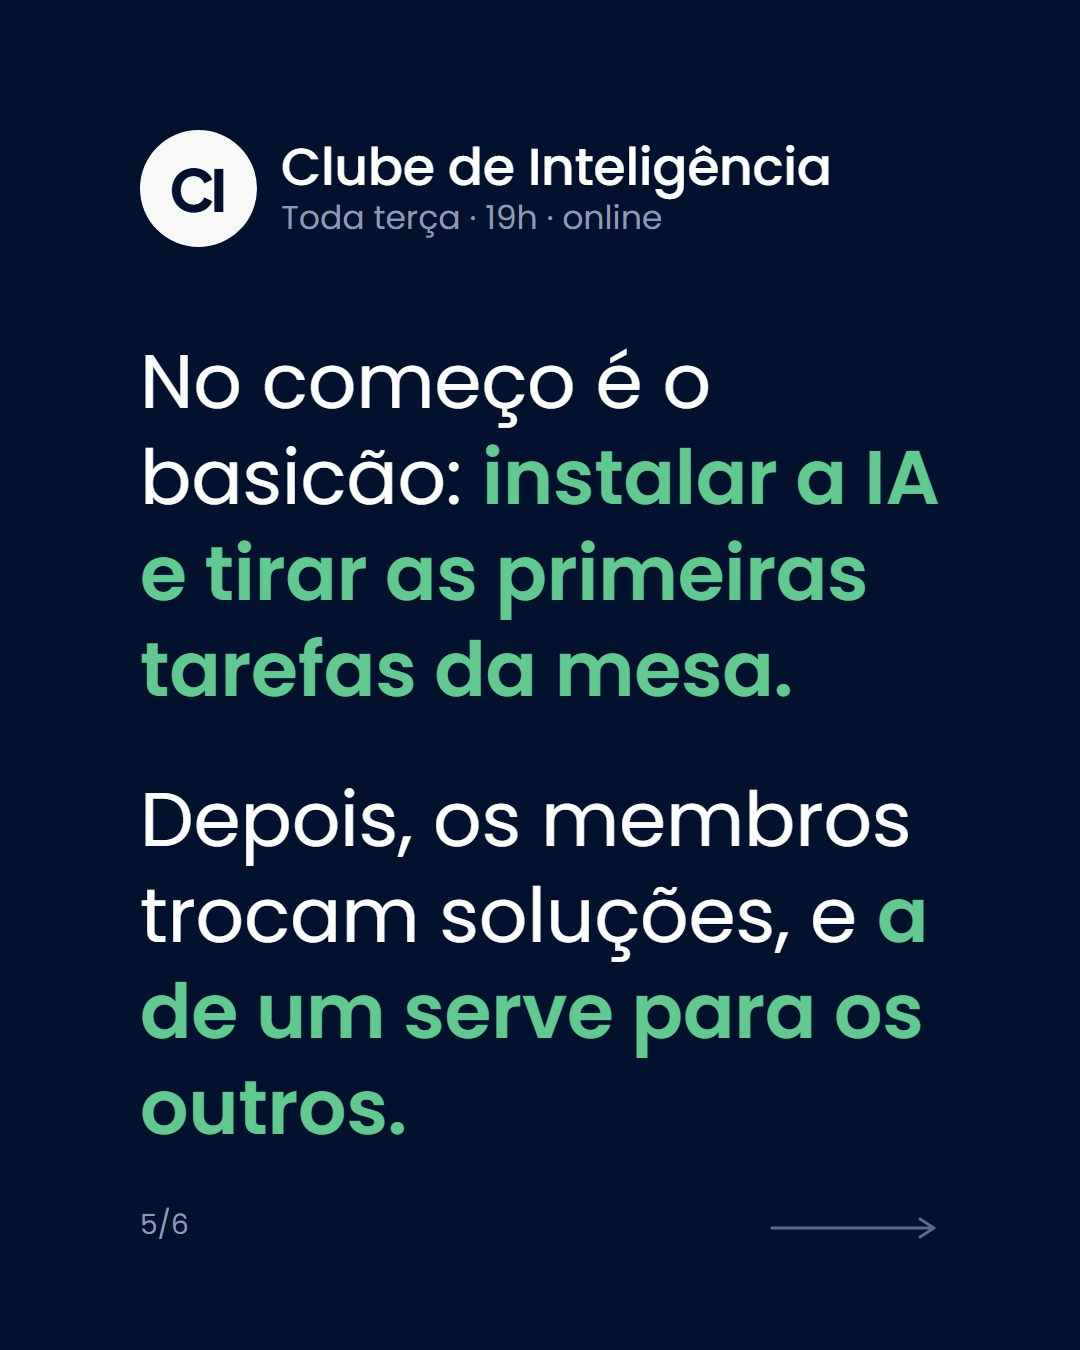 CI
Clube de Inteligência
Toda terça · 19h · online
No começo é o
basicão: instalar a IA
e tirar as primeiras
tarefas da mesa.
Depois, os membros
trocam soluções, e a
de um serve para os
outros.
5/6